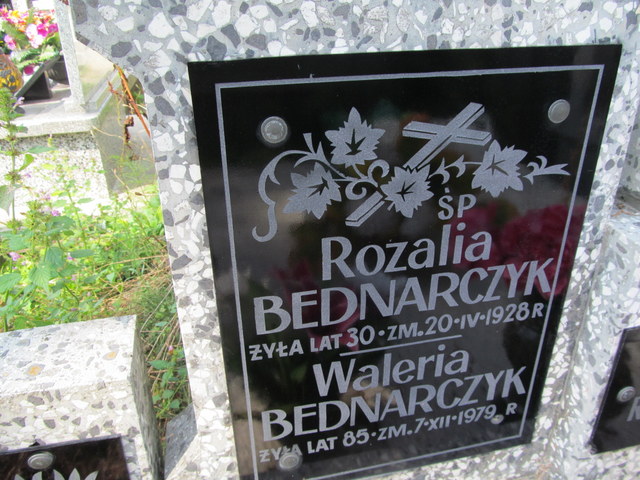 ŚP
Rozalia
BEDNARCZYK
ŻYŁA LAT 30 · ZM. 20 · IV · 1928 R
Waleria
BEDNARCZYK
ŻYŁA LAT 85 · ZM. 7 · XII · 1979 R